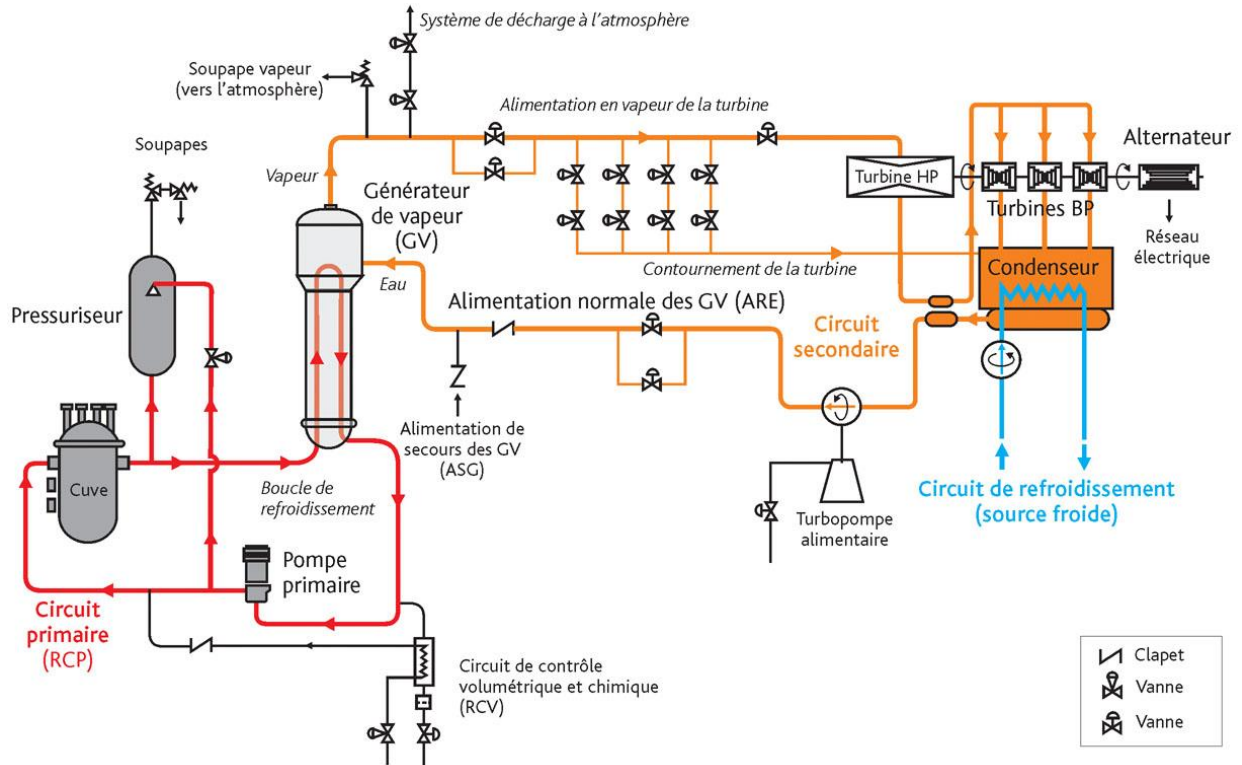 Système de décharge à l'atmosphère
Soupape vapeur
(vers l'atmosphère)
Alimentation en vapeur de la turbine
Soupapes
Vapeur
Générateur
de vapeur
(GV)
Alternateur
Turbine HP
Turbines BP
Réseau
électrique
Contournement de la turbine
Condenseur
Eau
Pressuriseur
Alimentation normale des GV (ARE)
Circuit
secondaire
Alimentation de
secours des GV
(ASG)
Cuve
Boucle de
refroidissement
Circuit de refroidissement
(source froide)
Turbopompe
alimentaire
Pompe
primaire
Circuit
primaire
(RCP)
Circuit de contrôle
volumétrique et chimique
(RCV)
Clapet
Vanne
Vanne